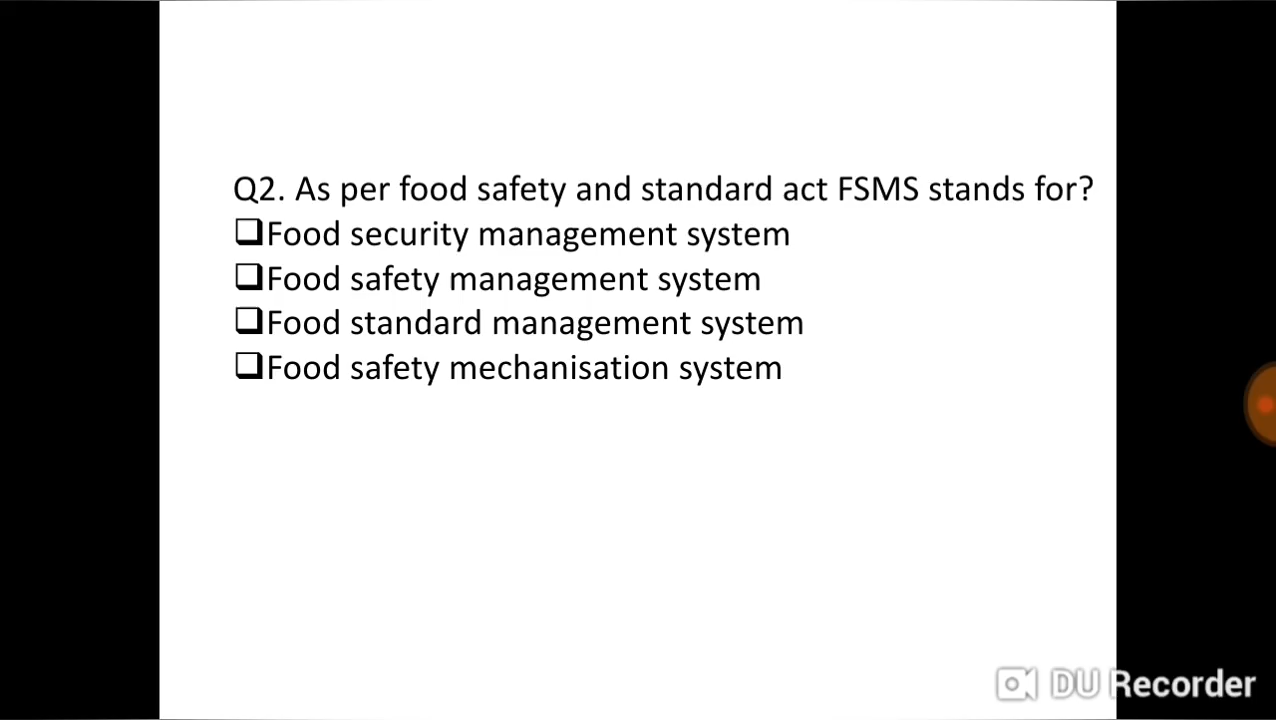 Q2. As per food safety and standard act FSMS stands for?
❑Food security management system
❑Food safety management system
❑Food standard management system
❑Food safety mechanisation system
DU Recorder